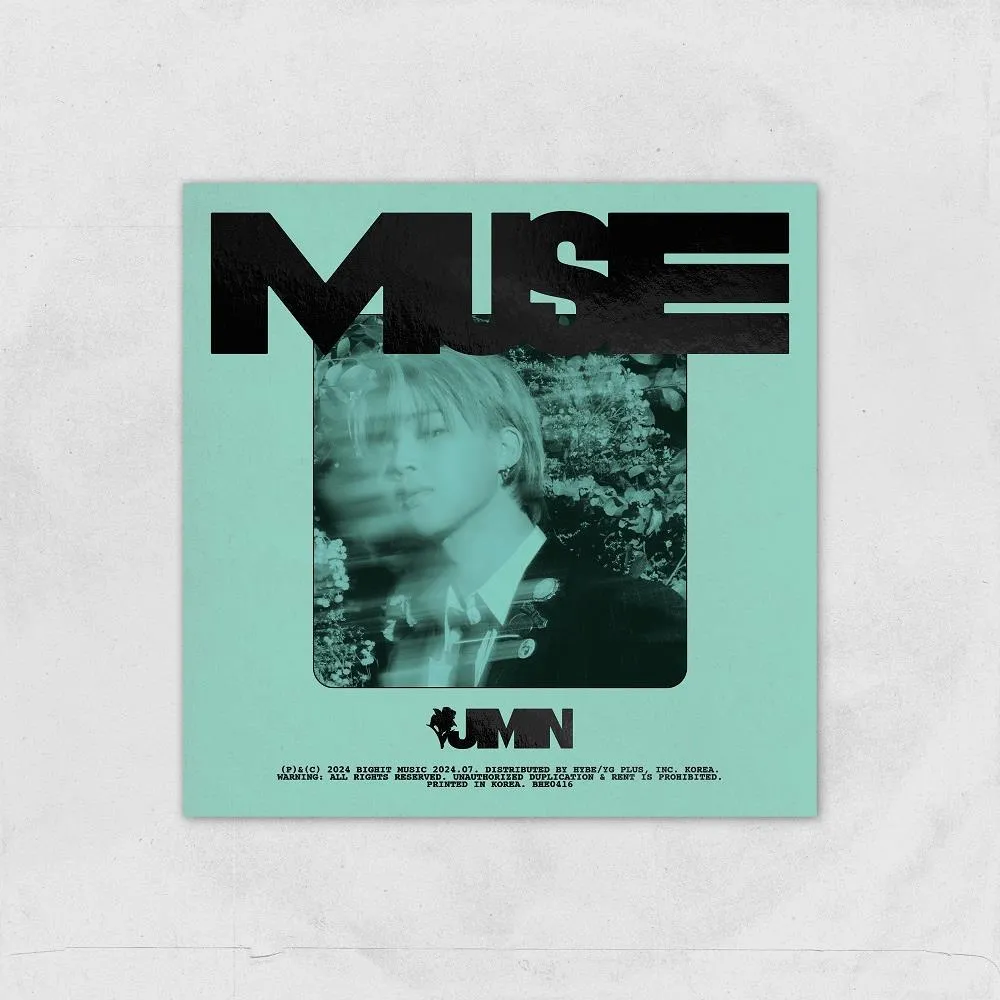 MUSE
JIMIN
(P)&(C) 2024 BIGHIT MUSIC 2024.07. DISTRIBUTED BY HYBE/YG PLUS, INC. KOREA.
WARNING: ALL RIGHTS RESERVED. UNAUTHORIZED DUPLICATION & RENT IS PROHIBITED.
PRINTED IN KOREA. BHE0416